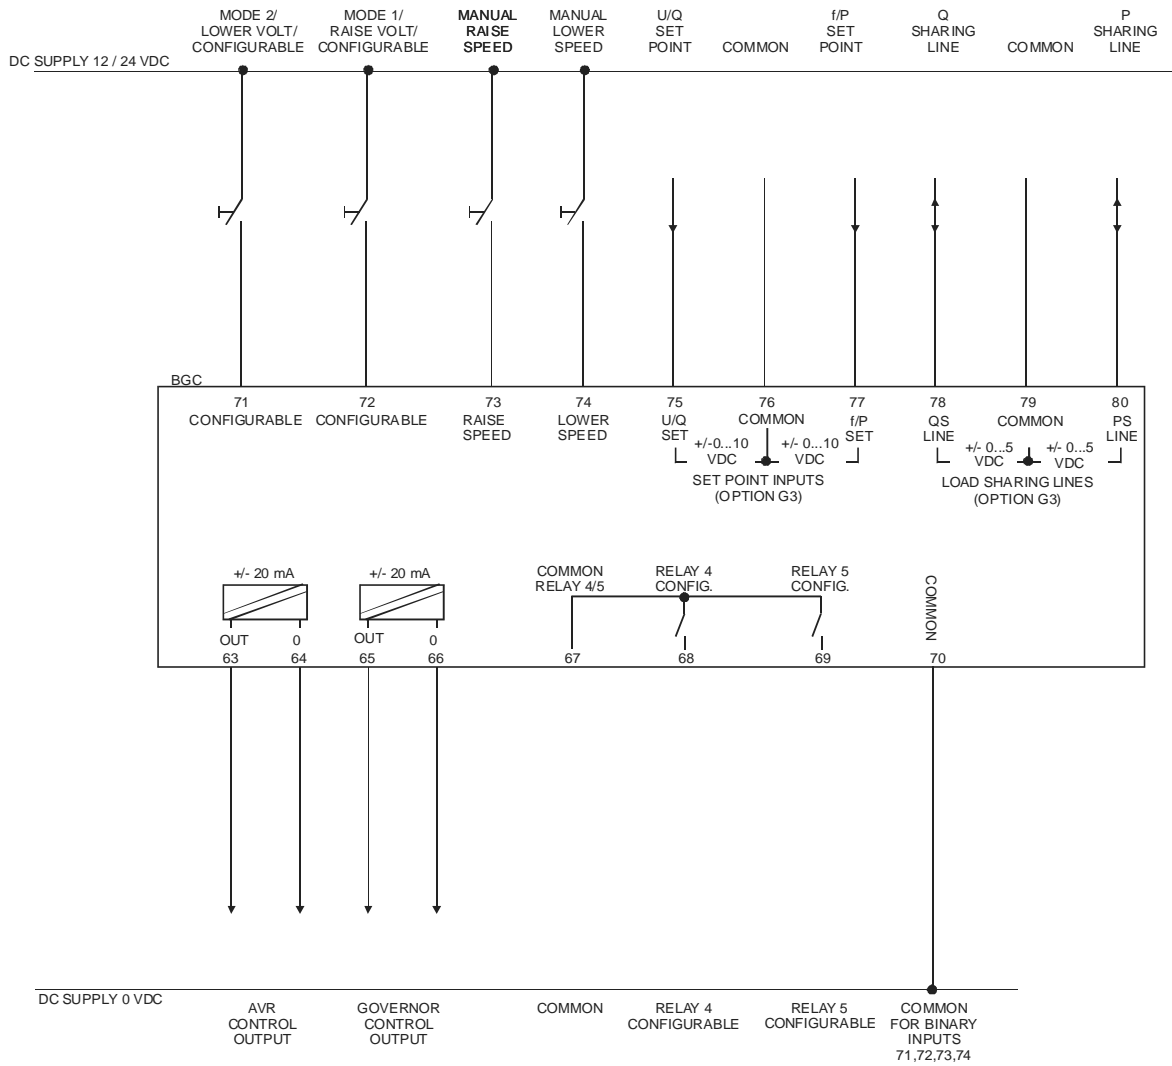 MODE 2/
LOWER VOLT/
CONFIGURABLE
MODE 1/
RAISE VOLT/
CONFIGURABLE
MANUAL
RAISE
SPEED
MANUAL
LOWER
SPEED
U/Q
SET
POINT
COMMON
f/P
SET
POINT
Q
SHARING
LINE
COMMON
P
SHARING
LINE
DC SUPPLY 12 / 24 VDC
BGC
71
CONFIGURABLE
72
CONFIGURABLE
73
RAISE
SPEED
74
LOWER
SPEED
75
U/Q
SET
76
COMMON
77
f/P
SET
78
QS
LINE
79
COMMON
80
PS
LINE
+/-0...10
VDC
+/- 0...10
VDC
SET POINT INPUTS
(OPTION G3)
+/- 0...5
VDC
+/- 0...5
VDC
LOAD SHARING LINES
(OPTION G3)
+/- 20 mA
OUT
0
63
64
+/- 20 mA
OUT
0
65
66
COMMON
RELAY 4/5
67
RELAY 4
CONFIG.
68
RELAY 5
CONFIG.
69
COMMON
70
DC SUPPLY 0 VDC
AVR
CONTROL
OUTPUT
GOVERNOR
CONTROL
OUTPUT
COMMON
RELAY 4
CONFIGURABLE
RELAY 5
CONFIGURABLE
COMMON
FOR BINARY
INPUTS
71,72,73,74